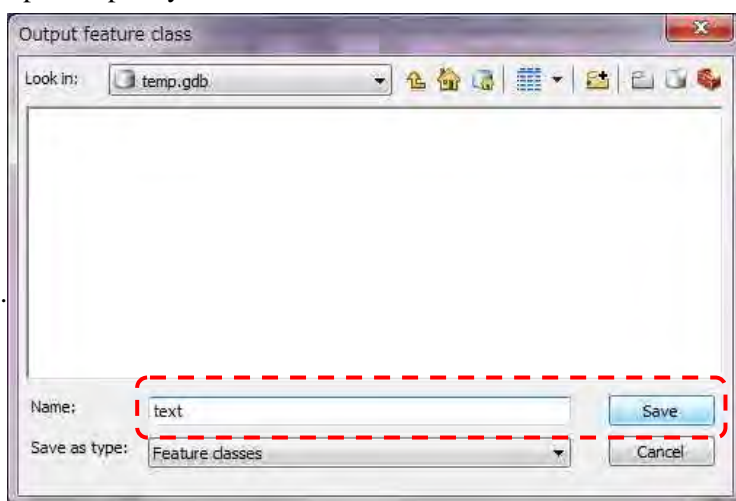 Output feature class
Look in: temp.gdb
.
Name: text Save
Save as type: Feature classes Cancel